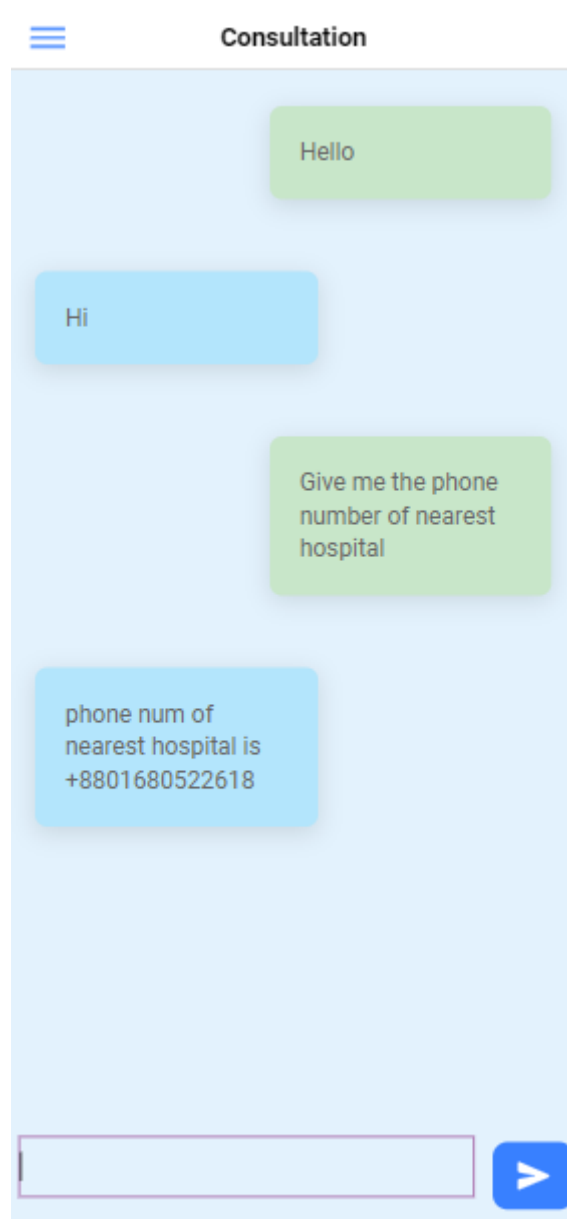 Consultation
Hello
Hi
Give me the phone
number of nearest
hospital
phone num of
nearest hospital is
+8801680522618